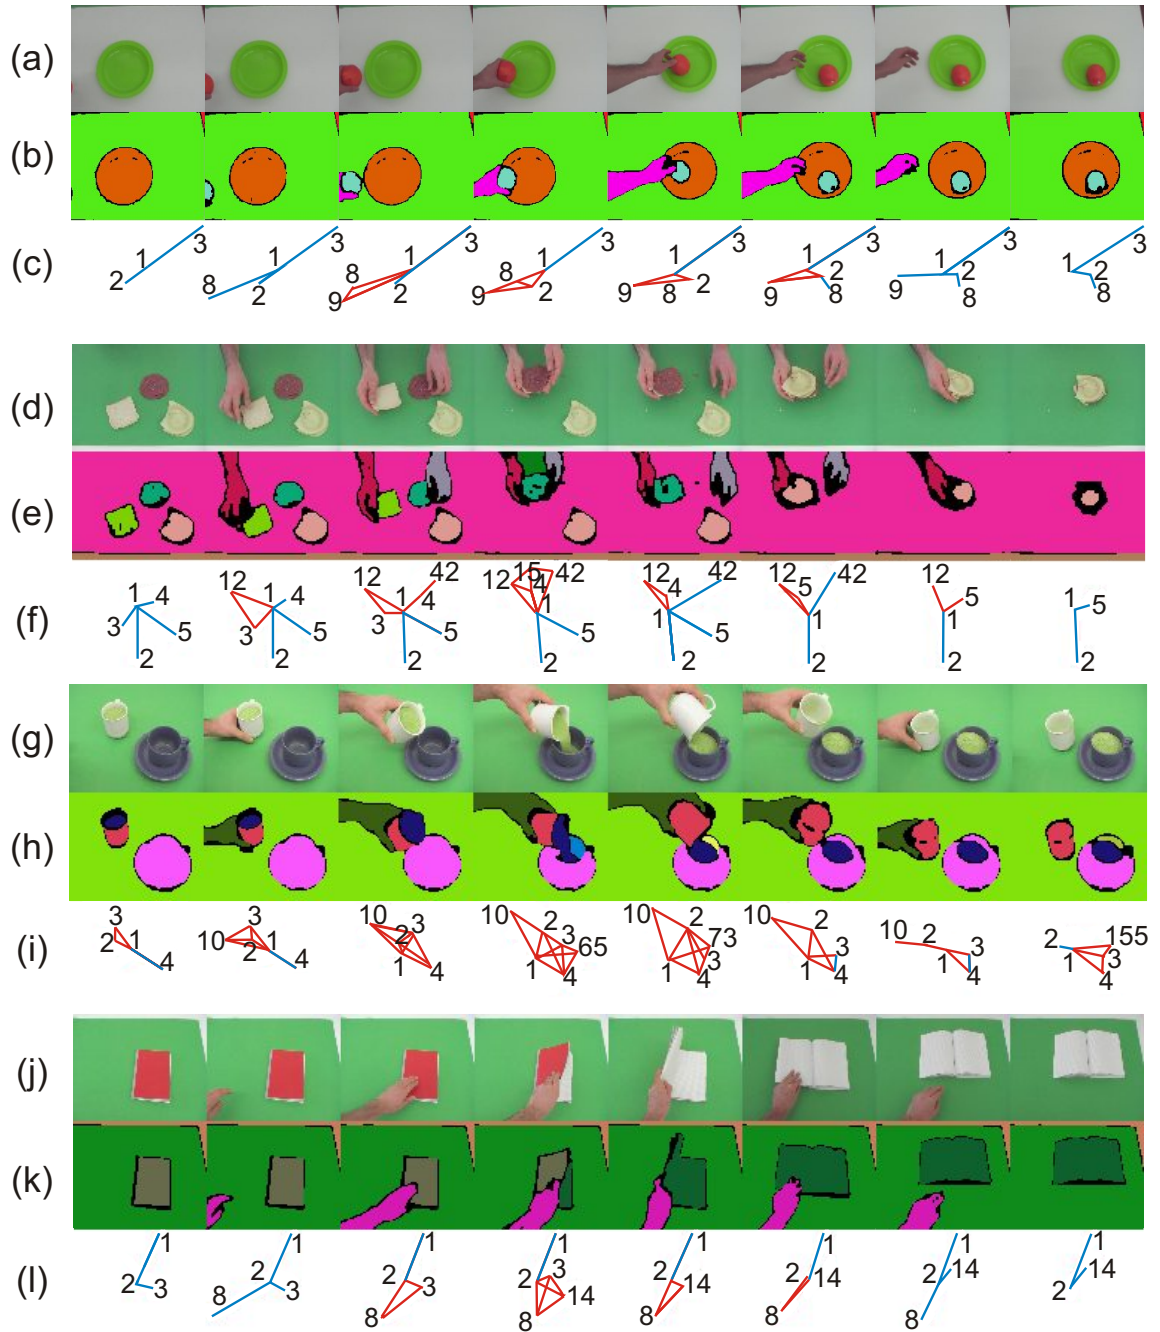 (a)
(b)
(c)
1 3 2
1 3 8 2
1 3 8 2 9
1 3 8 9 2
1 3 9 8 2
1 3 2 9 8
1 3 2 9 8
1 3 2 8
(d)
(e)
(f)
1 4 3 5 2
12 1 4 3 5 2
12 42 1 4 3 5 2
12 15 4 42 1 5 2
12 4 42 1 5 2
12 5 42 1 2
12 5 1 2
1 5 2
(g)
(h)
(i)
3 2 1 4
3 10 2 1 4
10 3 2 1 4
10 2 3 65 1 4
10 2 73 3 1 4
10 2 3 1 4
10 2 3 1 4
2 155 1 3 4
(j)
(k)
(l)
1 2 3
1 2 8 3
1 2 3 8
1 2 3 14 8
1 2 14 8
1 2 14 8
1 2 14 8
1 14 2